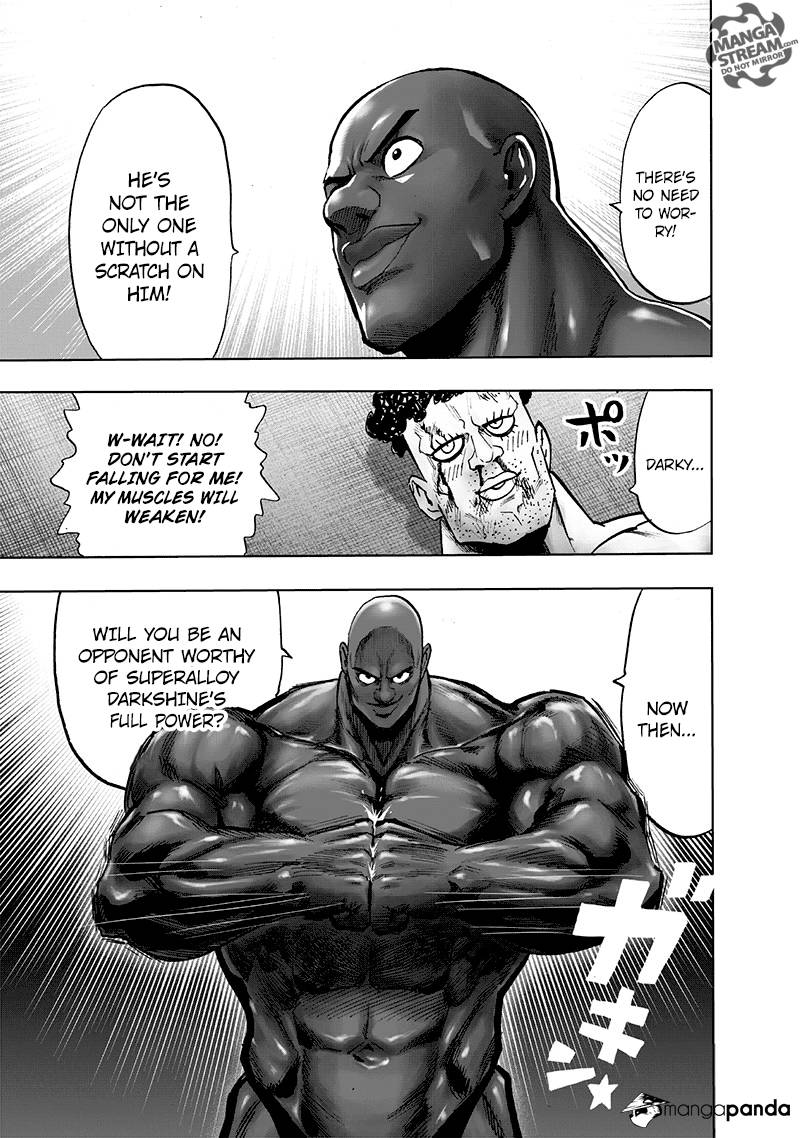 MANGA
STREAM.com
DO NOT MIRROR
THERE'S
NO NEED
TO WOR-
RY!
HE'S
NOT THE
ONLY ONE
WITHOUT A
SCRATCH ON
HIM!
ポッ
DARKY...
W-WAIT! NO!
DON'T START
FALLING FOR ME!
MY MUSCLES WILL
WEAKEN!
NOW
THEN...
WILL YOU BE AN
OPPONENT WORTHY
OF SUPERALLOY
DARKSHINE'S
FULL POWER?
ガキン☆
mangapanda